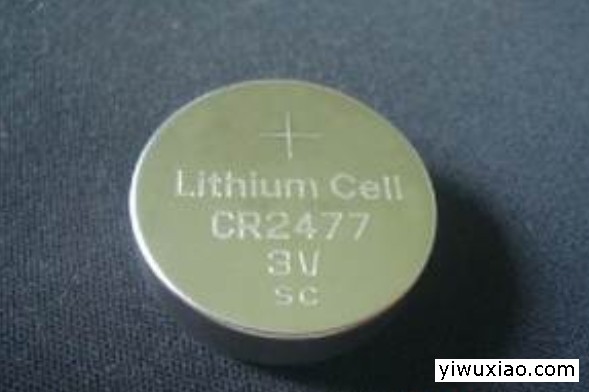 +
Lithium Cell
CR2477
3V
SC
yiwuxiao.com